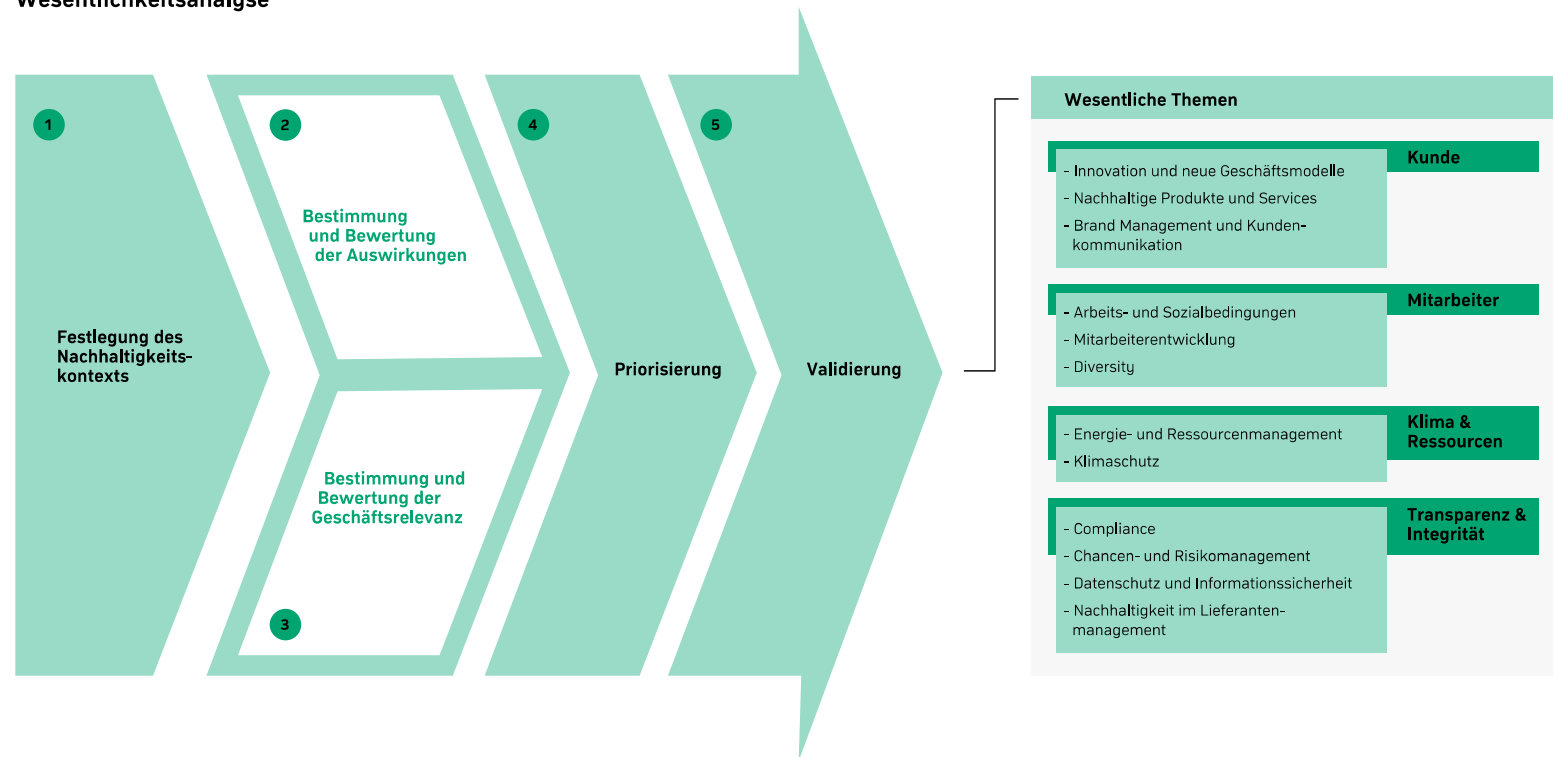 Wesentlichkeitsanalyse
1
Festlegung des
Nachhaltigkeits-
kontexts
2
Bestimmung
und Bewertung
der Auswirkungen
Bestimmung und
Bewertung der
Geschäftsrelevanz
3
4
Priorisierung
5
Validierung
Wesentliche Themen
Kunde
- Innovation und neue Geschäftsmodelle
- Nachhaltige Produkte und Services
- Brand Management und Kunden-
kommunikation
Mitarbeiter
- Arbeits- und Sozialbedingungen
- Mitarbeiterentwicklung
- Diversity
Klima &
Ressourcen
- Energie- und Ressourcenmanagement
- Klimaschutz
Transparenz &
Integrität
- Compliance
- Chancen- und Risikomanagement
- Datenschutz und Informationssicherheit
- Nachhaltigkeit im Lieferanten-
management